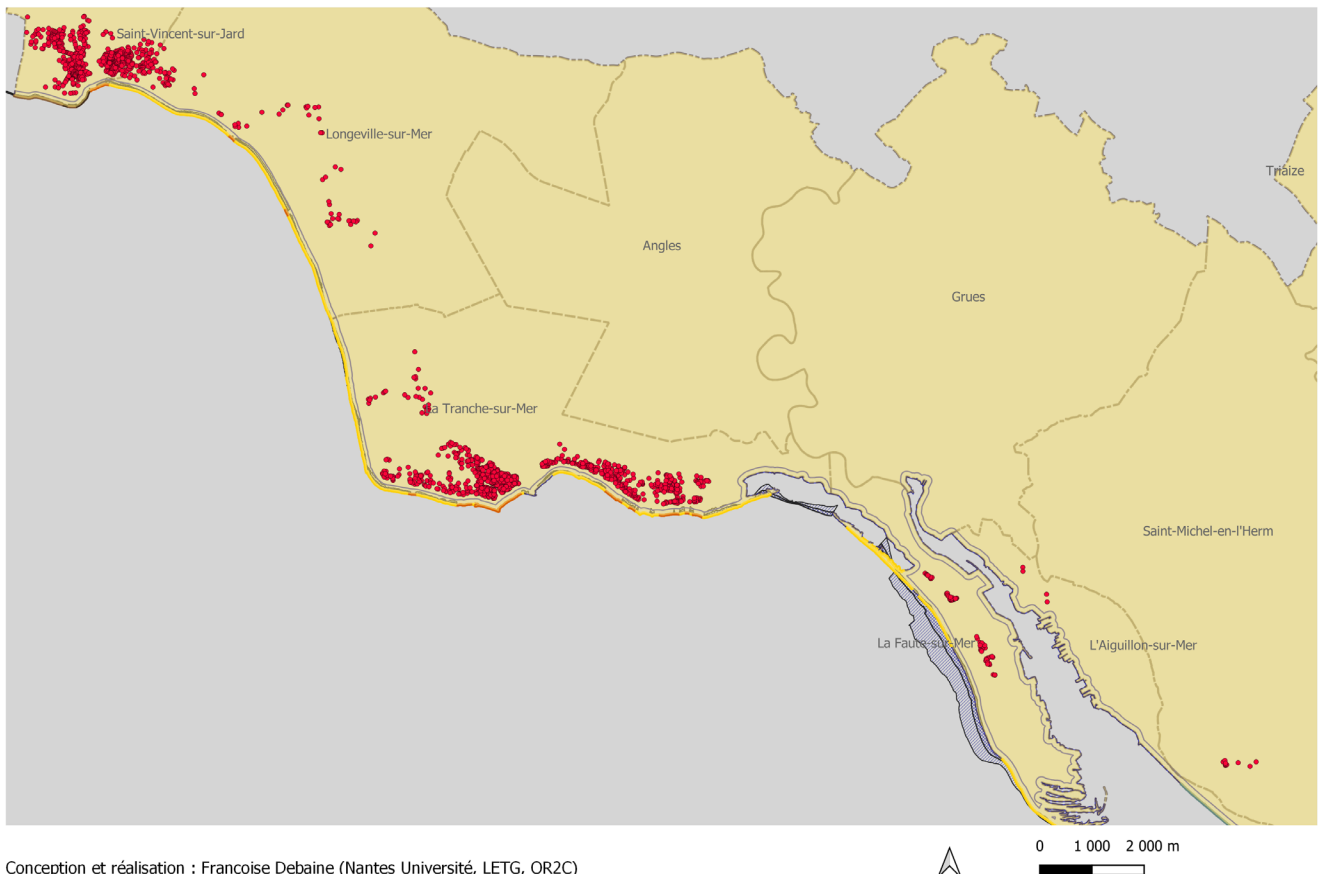 Saint-Vincent-sur-Jard
Longeville-sur-Mer
Triaize
Angles
Grues
La Tranche-sur-Mer
Saint-Michel-en-l'Herm
La Faute-sur-Mer
L'Aiguillon-sur-Mer
Conception et réalisation : Françoise Debaine (Nantes Université, LETG, OR2C)
0 1 000 2 000 m